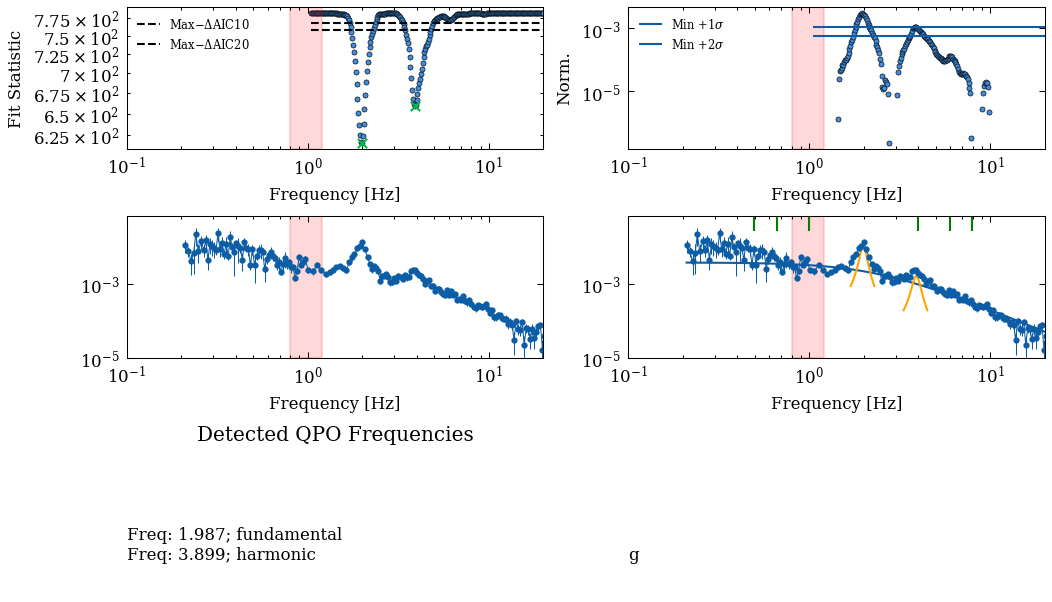 7.75 × 10²
7.5 × 10²
7.25 × 10²
7 × 10²
6.75 × 10²
6.5 × 10²
6.25 × 10²
Fit Statistic
Max−ΔAIC10
Max−ΔAIC20
10⁻¹ 10⁰ 10¹
Frequency [Hz]
10⁻³
10⁻⁵
Norm.
Min +1σ
Min +2σ
10⁻¹ 10⁰ 10¹
Frequency [Hz]
10⁻³
10⁻⁵
10⁻¹ 10⁰ 10¹
Frequency [Hz]
10⁻³
10⁻⁵
10⁻¹ 10⁰ 10¹
Frequency [Hz]
Detected QPO Frequencies
Freq: 1.987; fundamental
Freq: 3.899; harmonic
g